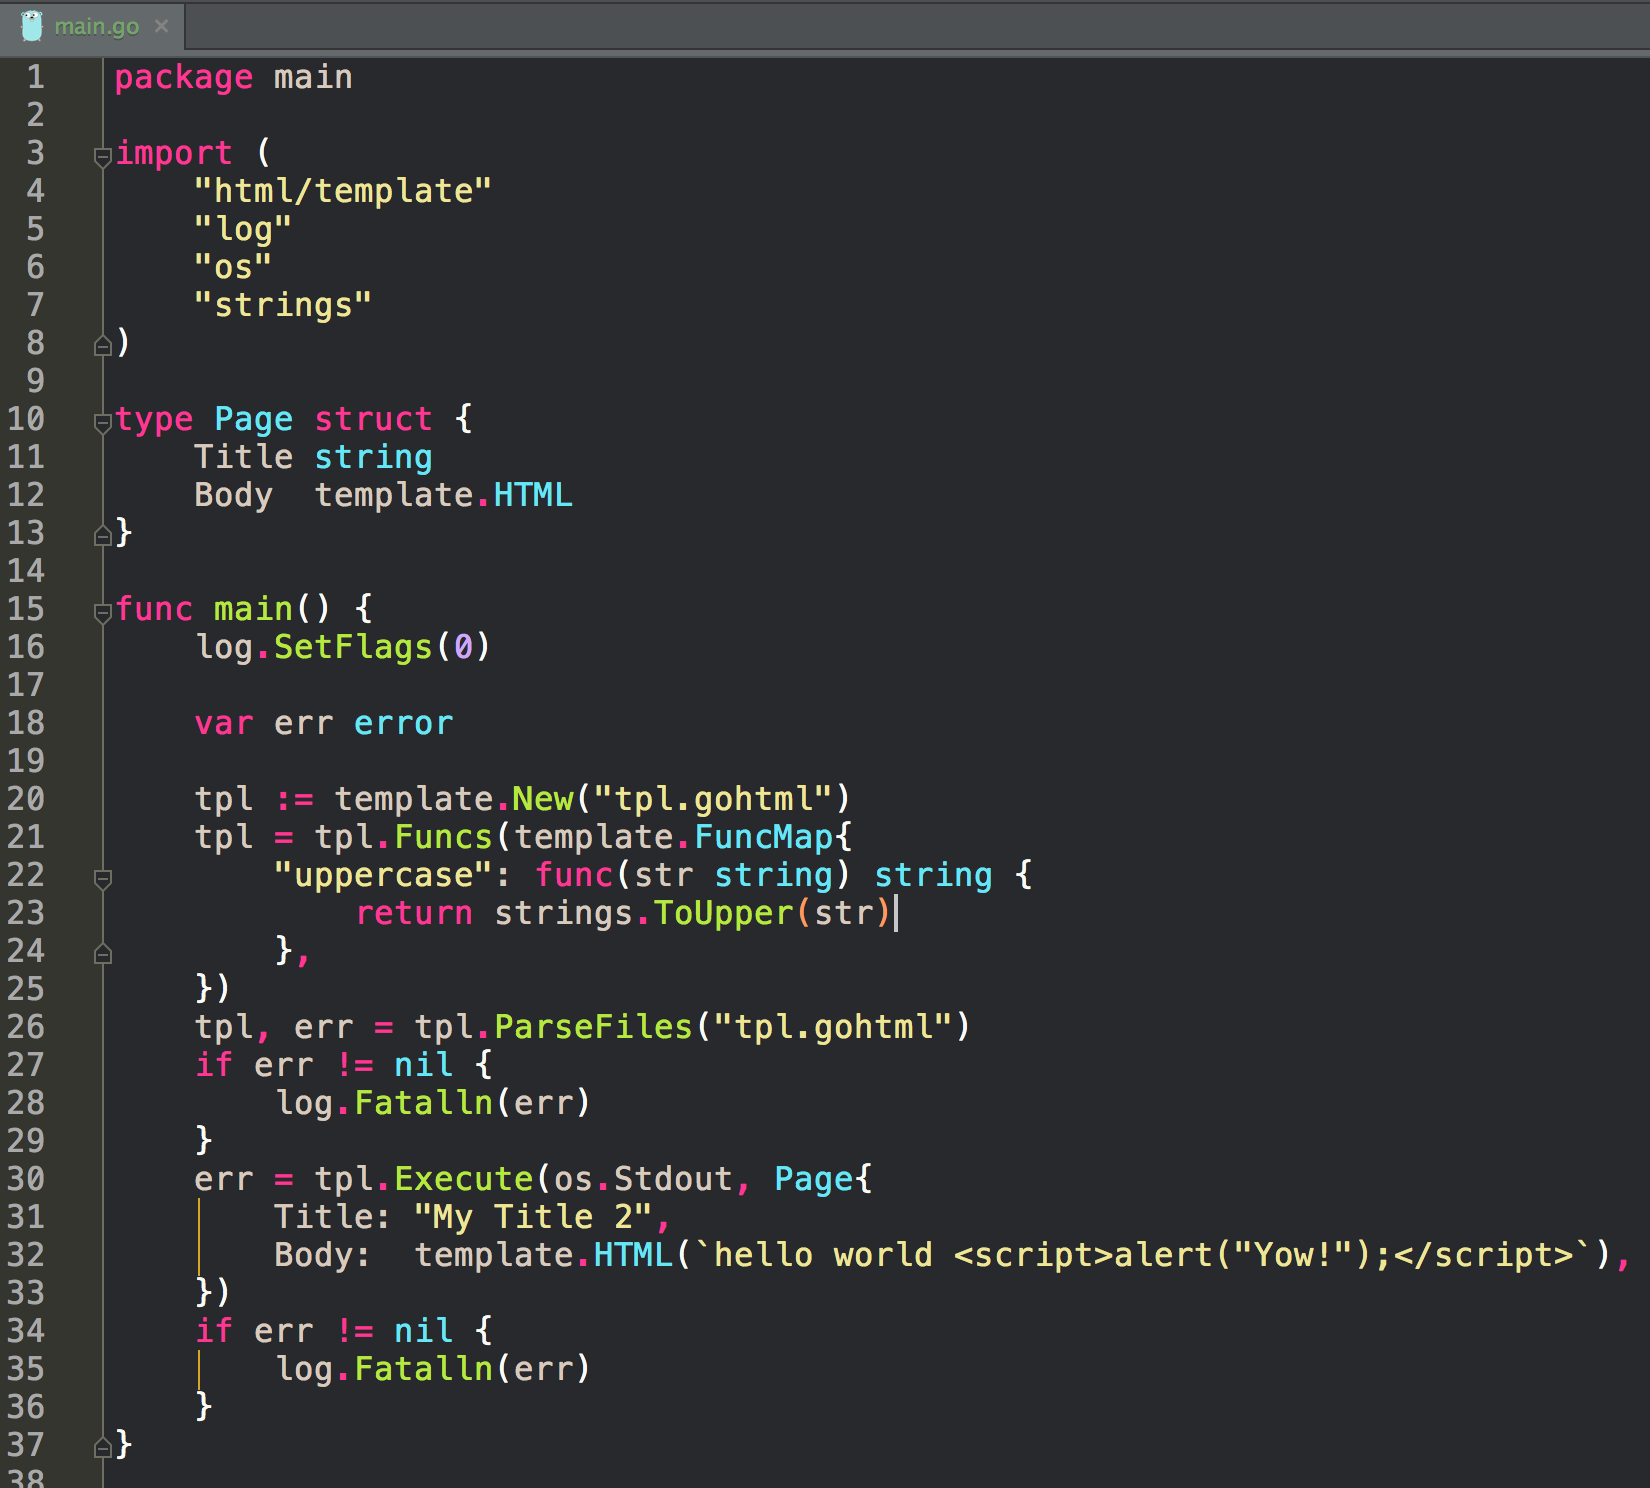 main.go ×
1 package main
2
3 import (
4     "html/template"
5     "log"
6     "os"
7     "strings"
8 )
9
10 type Page struct {
11     Title string
12     Body  template.HTML
13 }
14
15 func main() {
16     log.SetFlags(0)
17
18     var err error
19
20     tpl := template.New("tpl.gohtml")
21     tpl = tpl.Funcs(template.FuncMap{
22         "uppercase": func(str string) string {
23             return strings.ToUpper(str)
24         },
25     })
26     tpl, err = tpl.ParseFiles("tpl.gohtml")
27     if err != nil {
28         log.Fatalln(err)
29     }
30     err = tpl.Execute(os.Stdout, Page{
31         Title: "My Title 2",
32         Body:  template.HTML(`hello world <script>alert("Yow!");</script>`),
33     })
34     if err != nil {
35         log.Fatalln(err)
36     }
37 }
38